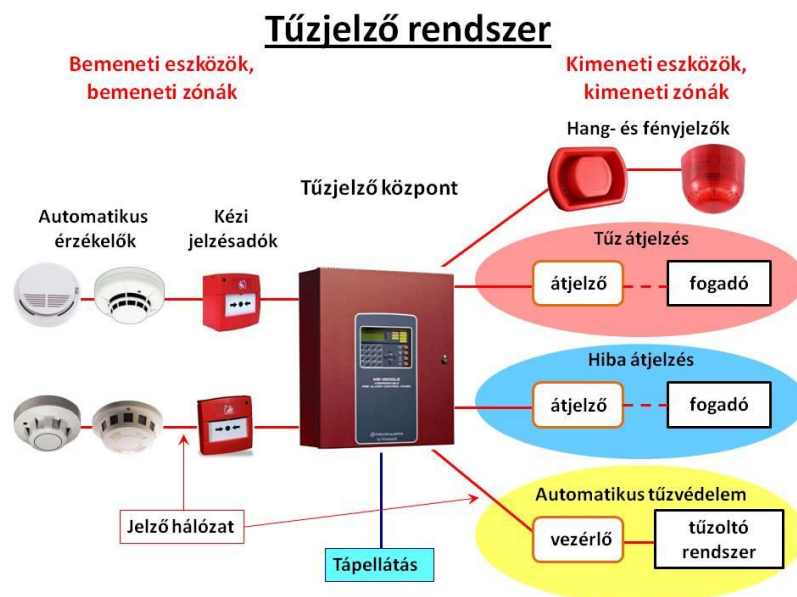 Tűzjelző rendszer
Bemeneti eszközök,
bemeneti zónák
Kimeneti eszközök,
kimeneti zónák
Hang- és fényjelzők
Tűzjelző központ
Automatikus
érzékelők
Kézi
jelzésadók
Tűz átjelzés
átjelző
fogadó
Hiba átjelzés
átjelző
fogadó
Automatikus tűzvédelem
vezérlő
tűzoltó
rendszer
Jelző hálózat
Tápellátás